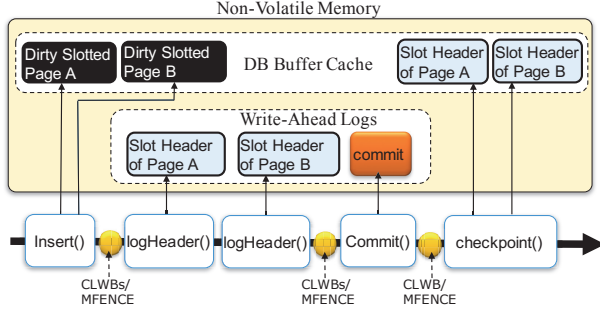 Non-Volatile Memory
Dirty Slotted
Page A
Dirty Slotted
Page B
DB Buffer Cache
Slot Header
of Page A
Slot Header
of Page B
Write-Ahead Logs
Slot Header
of Page A
Slot Header
of Page B
commit
Insert()
logHeader()
logHeader()
Commit()
checkpoint()
CLWBs/
MFENCE
CLWBs/
MFENCE
CLWB/
MFENCE